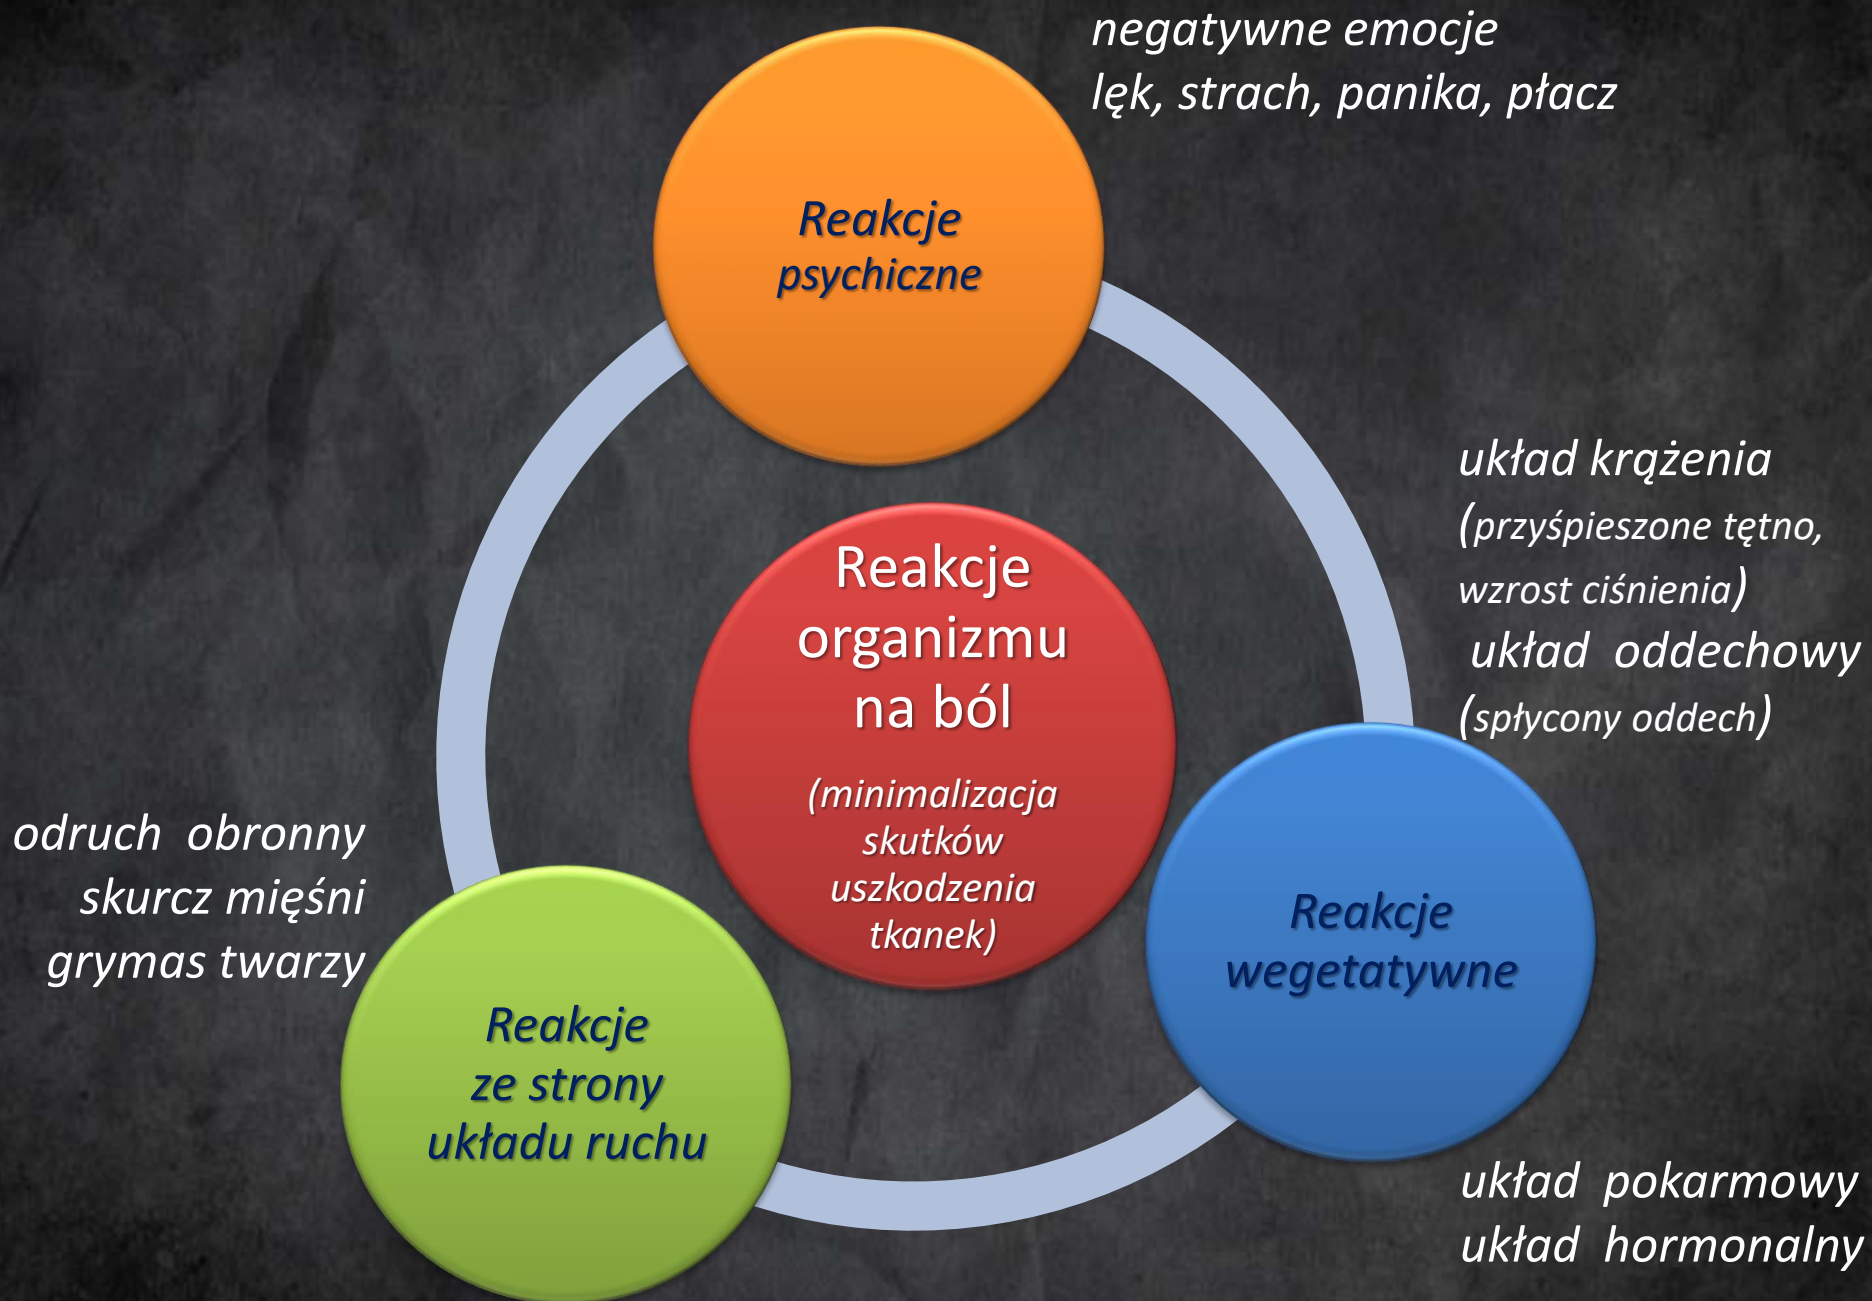 negatywne emocje
lęk, strach, panika, płacz
Reakcje
psychiczne
układ krążenia
(przyśpieszone tętno,
wzrost ciśnienia)
układ oddechowy
(spłycony oddech)
Reakcje
organizmu
na ból
(minimalizacja
skutków
uszkodzenia
tkanek)
odruch obronny
skurcz mięśni
grymas twarzy
Reakcje
wegetatywne
Reakcje
ze strony
układu ruchu
układ pokarmowy
układ hormonalny